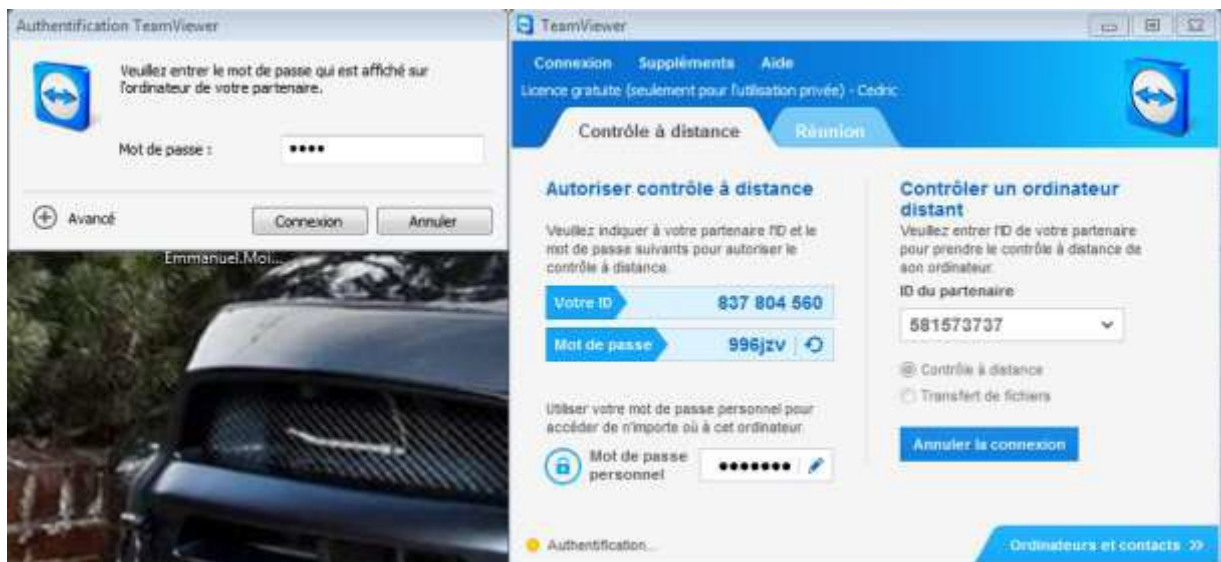 Authentification TeamViewer
Veuillez entrer le mot de passe qui est affiché sur
l'ordinateur de votre partenaire.
Mot de passe :
••••
Avancé
Connexion
Annuler
Emmanuel.Moi...
TeamViewer
Connexion Suppléments Aide
Licence gratuite (seulement pour l'utilisation privée) - Cedric
Contrôle à distance
Réunion
Autoriser contrôle à distance
Veuillez indiquer à votre partenaire l'ID et le
mot de passe suivants pour autoriser le
contrôle à distance.
Votre ID 837 804 560
Mot de passe 996jzv
Utiliser votre mot de passe personnel pour
accéder de n'importe où à cet ordinateur
Mot de passe
personnel
•••••••
Contrôler un ordinateur
distant
Veuillez entrer l'ID de votre partenaire
pour prendre le contrôle à distance de
son ordinateur.
ID du partenaire
581573737
Contrôle à distance
Transfert de fichiers
Annuler la connexion
Authentification...
Ordinateurs et contacts >>